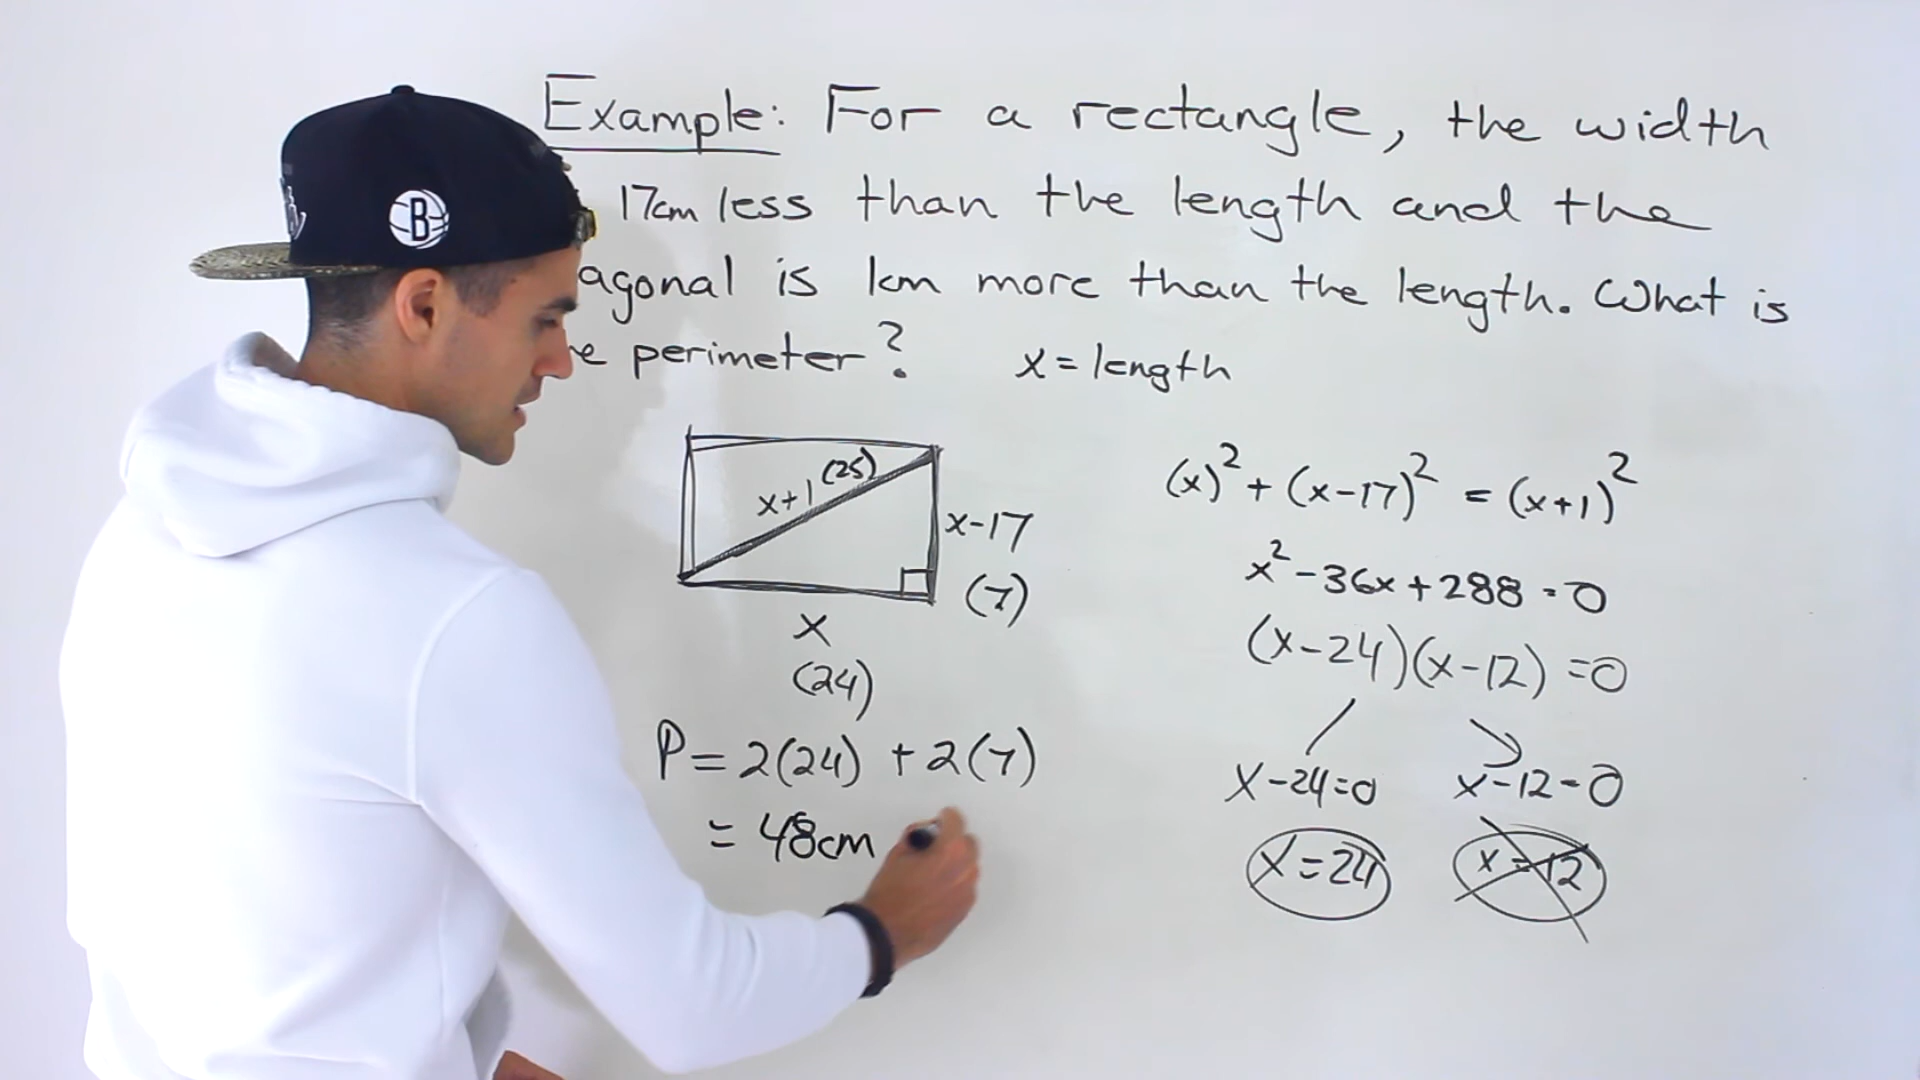 Example: For a rectangle, the width
17cm less than the length and the
agonal is 1cm more than the length. What is
e perimeter? x = length
x+1 (25)
x-17
(7)
x
(24)
P = 2(24) + 2(7)
= 48cm
(x)² + (x-17)² = (x+1)²
x² - 36x + 288 = 0
(x-24)(x-12) = 0
x-24=0 x-12=0
x=24 x=12
B